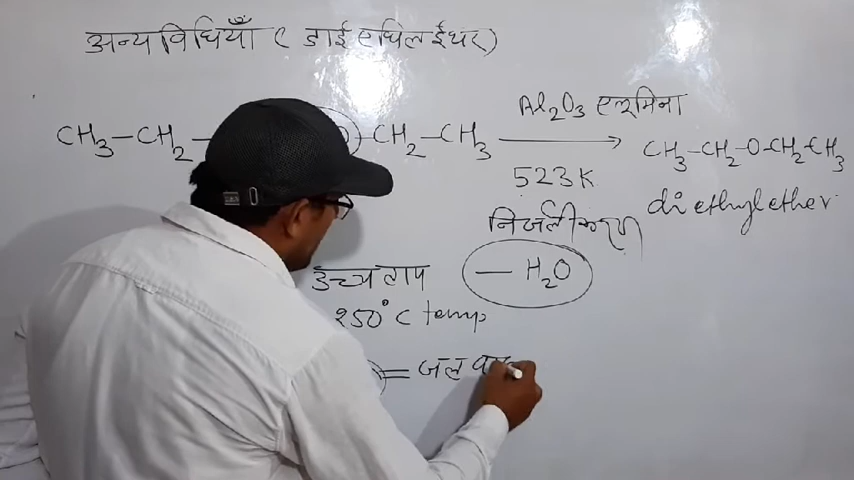 अन्य विधियाँ ( डाई एथिल ईथर)
Al2O3 एलुमिना
CH3-CH2- -CH2-CH3 → CH3-CH2-O-CH2-CH3
523K
diethylether
निर्जलीकरण
उच्च ताप
- H2O
250°C temp
= जल